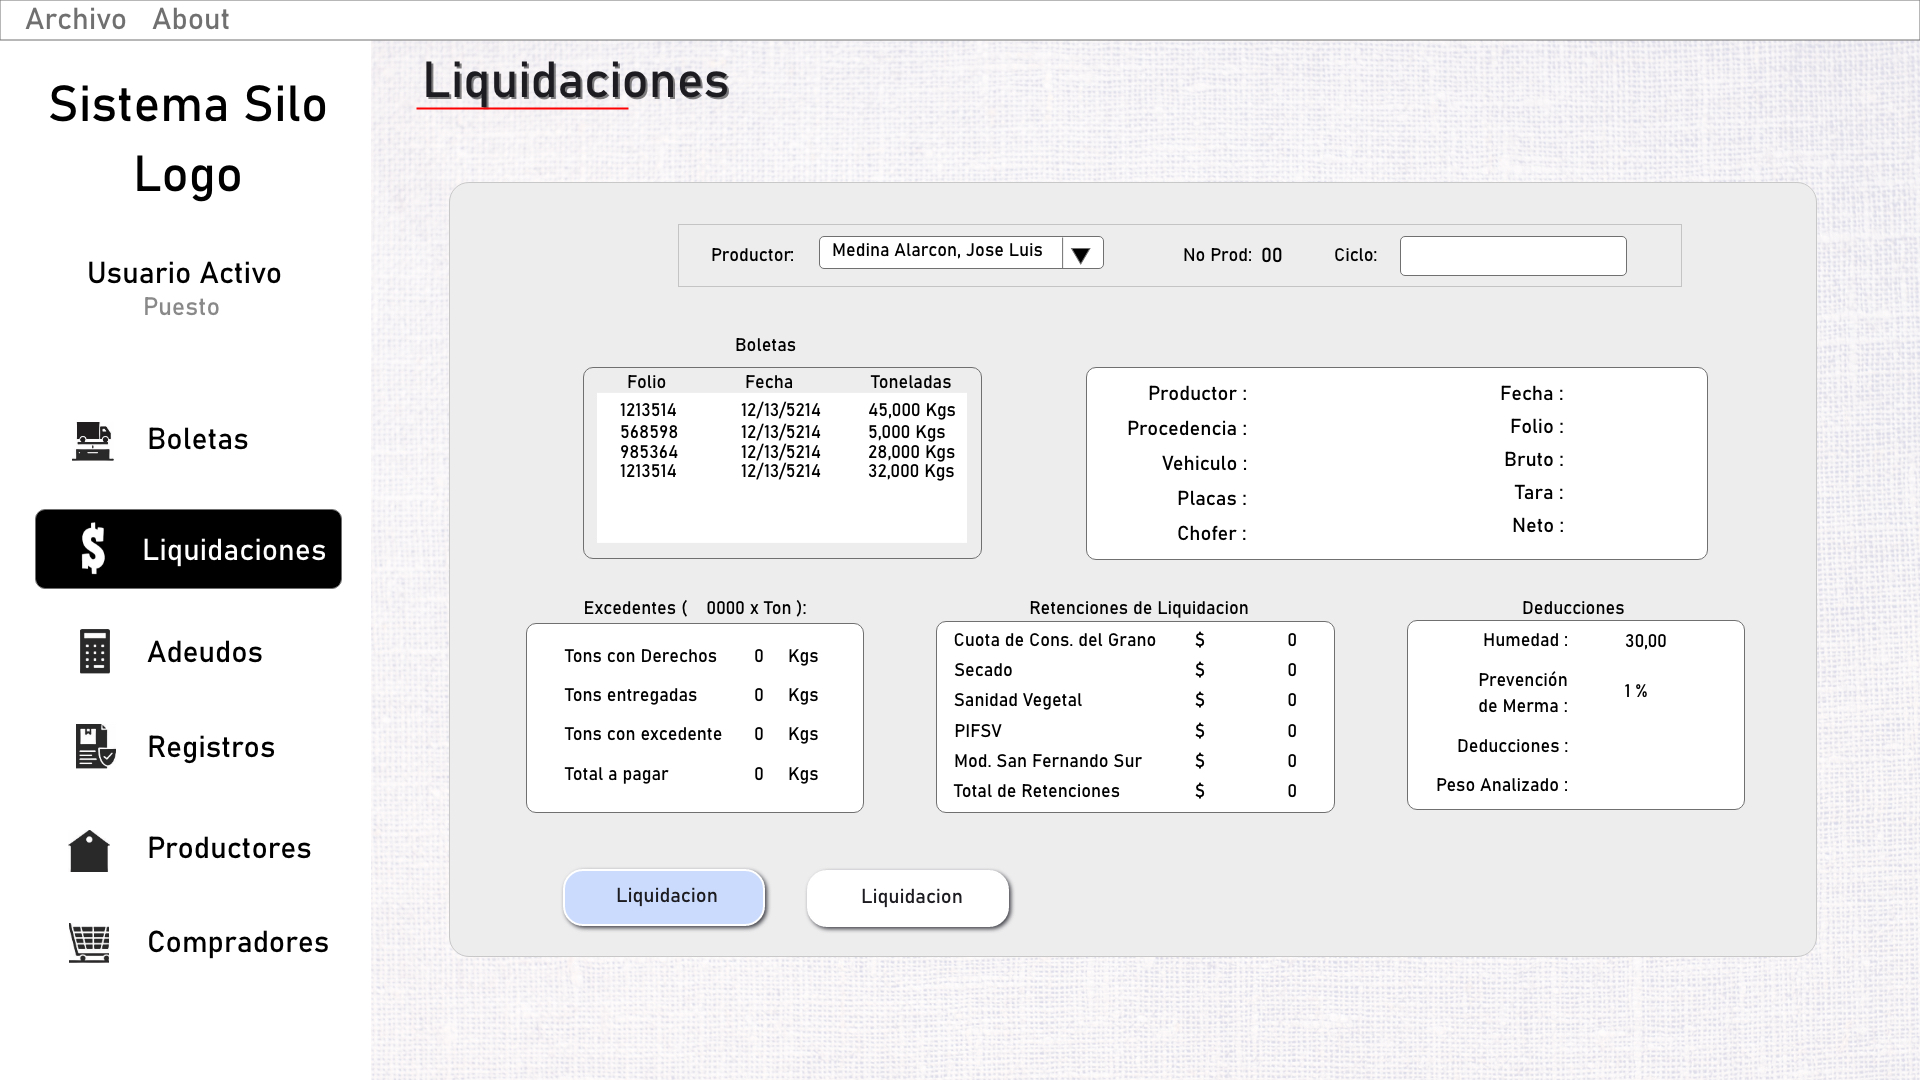 Archivo About
Sistema Silo
Logo
Usuario Activo
Puesto
Boletas
Liquidaciones
Adeudos
Registros
Productores
Compradores
Liquidaciones
Productor: Medina Alarcon, Jose Luis No Prod: 00 Ciclo:
Boletas
Folio Fecha Toneladas
1213514 12/13/5214 45,000 Kgs
568598 12/13/5214 5,000 Kgs
985364 12/13/5214 28,000 Kgs
1213514 12/13/5214 32,000 Kgs
Productor : Fecha :
Procedencia : Folio :
Vehiculo : Bruto :
Placas : Tara :
Chofer : Neto :
Excedentes ( 0000 x Ton ):
Tons con Derechos 0 Kgs
Tons entregadas 0 Kgs
Tons con excedente 0 Kgs
Total a pagar 0 Kgs
Retenciones de Liquidacion
Cuota de Cons. del Grano $ 0
Secado $ 0
Sanidad Vegetal $ 0
PIFSV $ 0
Mod. San Fernando Sur $ 0
Total de Retenciones $ 0
Deducciones
Humedad : 30,00
Prevención
de Merma : 1 %
Deducciones :
Peso Analizado :
Liquidacion Liquidacion